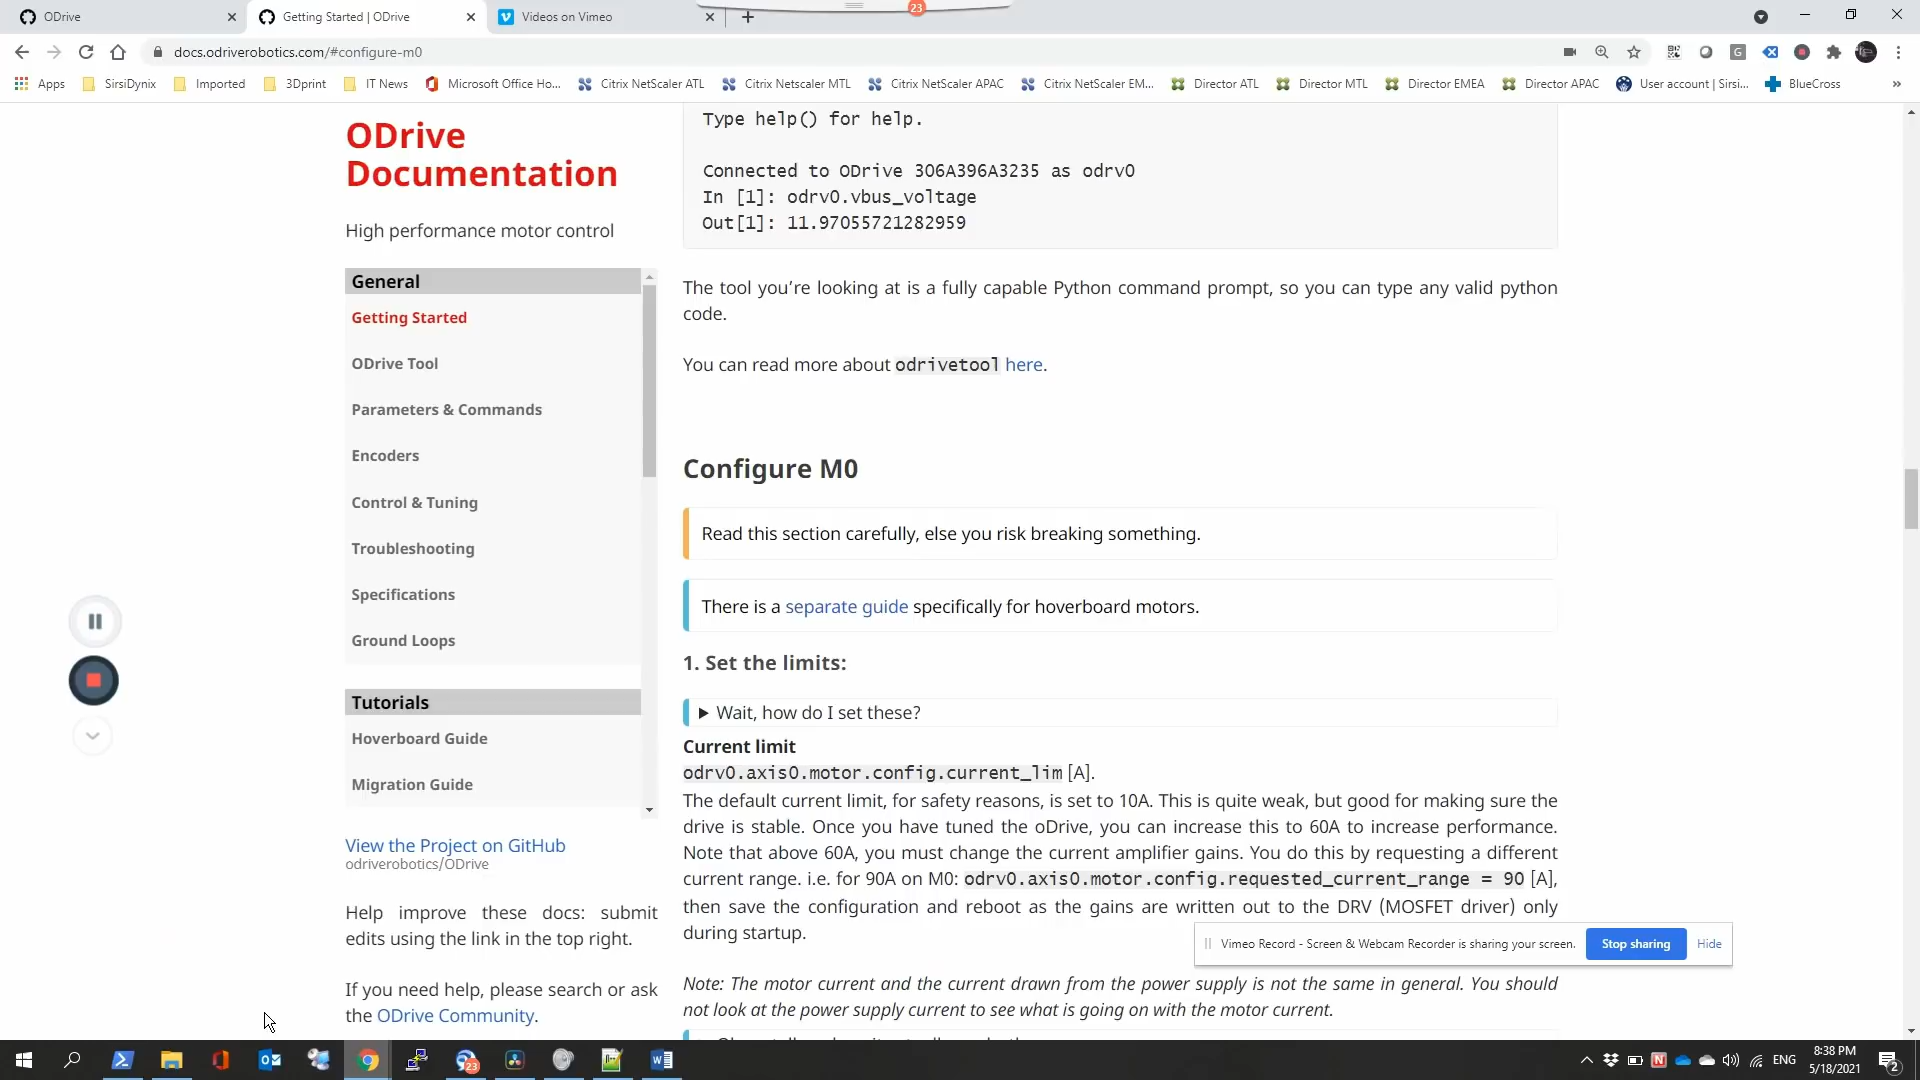 ODrive
Getting Started | ODrive
Videos on Vimeo
23
docs.odriverobotics.com/#configure-m0
Apps
SirsiDynix
Imported
3Dprint
IT News
Microsoft Office Ho...
Citrix NetScaler ATL
Citrix Netscaler MTL
Citrix NetScaler APAC
Citrix NetScaler EM...
Director ATL
Director MTL
Director EMEA
Director APAC
User account | Sirsi...
BlueCross
»
ODrive
Documentation
High performance motor control
General
Getting Started
ODrive Tool
Parameters & Commands
Encoders
Control & Tuning
Troubleshooting
Specifications
Ground Loops
Tutorials
Hoverboard Guide
Migration Guide
View the Project on GitHub
odriverobotics/ODrive
Help improve these docs: submit
edits using the link in the top right.
If you need help, please search or ask
the ODrive Community.
Type help() for help.
Connected to ODrive 306A396A3235 as odrv0
In [1]: odrv0.vbus_voltage
Out[1]: 11.97055721282959
The tool you’re looking at is a fully capable Python command prompt, so you can type any valid python
code.
You can read more about odrivetool here.
Configure M0
Read this section carefully, else you risk breaking something.
There is a separate guide specifically for hoverboard motors.
1. Set the limits:
▶ Wait, how do I set these?
Current limit
odrv0.axis0.motor.config.current_lim [A].
The default current limit, for safety reasons, is set to 10A. This is quite weak, but good for making sure the
drive is stable. Once you have tuned the oDrive, you can increase this to 60A to increase performance.
Note that above 60A, you must change the current amplifier gains. You do this by requesting a different
current range. i.e. for 90A on M0: odrv0.axis0.motor.config.requested_current_range = 90 [A],
then save the configuration and reboot as the gains are written out to the DRV (MOSFET driver) only
during startup.
Note: The motor current and the current drawn from the power supply is not the same in general. You should
not look at the power supply current to see what is going on with the motor current.
Vimeo Record - Screen & Webcam Recorder is sharing your screen.
Stop sharing
Hide
23
ENG
8:38 PM
5/18/2021
2